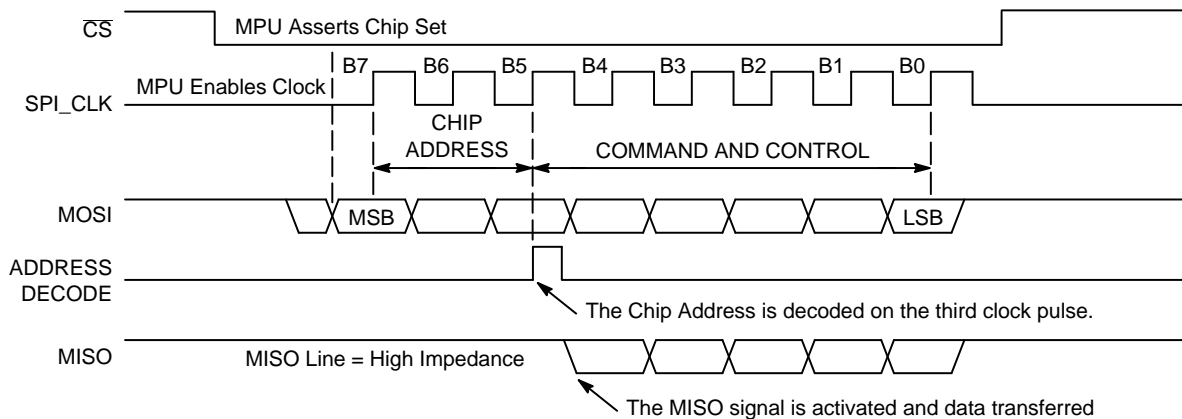 CS
MPU Asserts Chip Set
B7 B6 B5 B4 B3 B2 B1 B0
MPU Enables Clock
SPI_CLK
CHIP
ADDRESS
COMMAND AND CONTROL
MOSI
MSB
LSB
ADDRESS
DECODE
The Chip Address is decoded on the third clock pulse.
MISO
MISO Line = High Impedance
The MISO signal is activated and data transferred